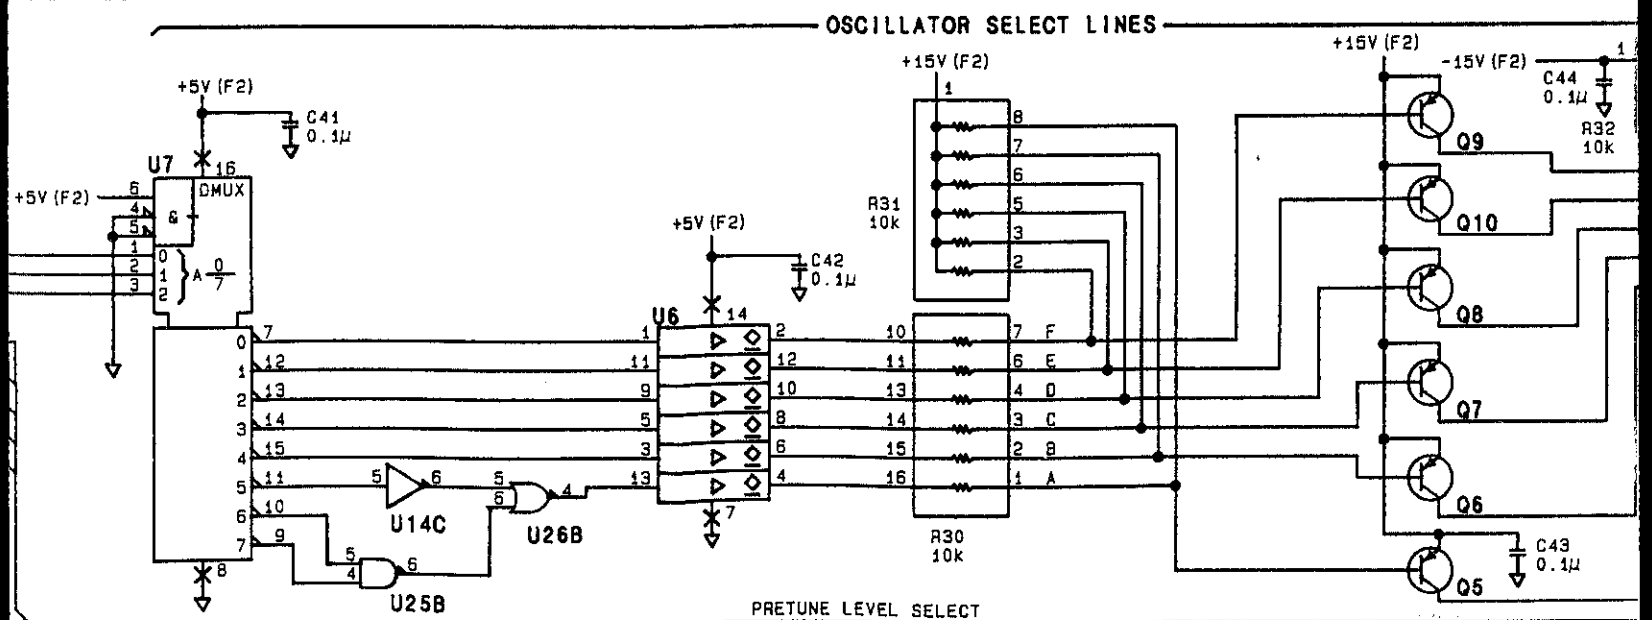 OSCILLATOR SELECT LINES
+5V (F2)
C41
0.1µ
U7
16
DMUX
+5V (F2)
6
4
5
&
1
2
3
0
1
2
A 0
7
0
1
2
3
4
5
6
7
7
12
13
14
15
11
10
9
8
5
6
U14C
5
4
6
U25B
5
6
4
U26B
+5V (F2)
C42
0.1µ
U6
14
1
11
9
5
3
13
2
12
10
8
6
4
7
+15V (F2)
1
R31
10k
8
7
6
5
3
2
10
11
13
14
15
16
7 F
6 E
4 D
3 C
2 B
1 A
R30
10k
PRETUNE LEVEL SELECT
+15V (F2)
-15V (F2)
1
C44
0.1µ
R32
10k
Q9
Q10
Q8
Q7
Q6
C43
0.1µ
Q5